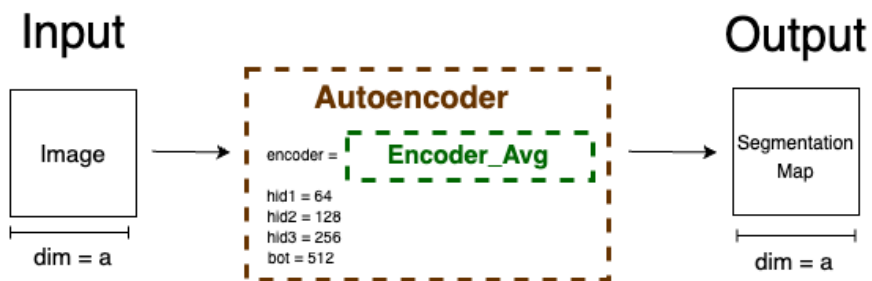 Input
Output
Autoencoder
Image
encoder =
Encoder_Avg
Segmentation
Map
hid1 = 64
hid2 = 128
hid3 = 256
bot = 512
dim = a
dim = a